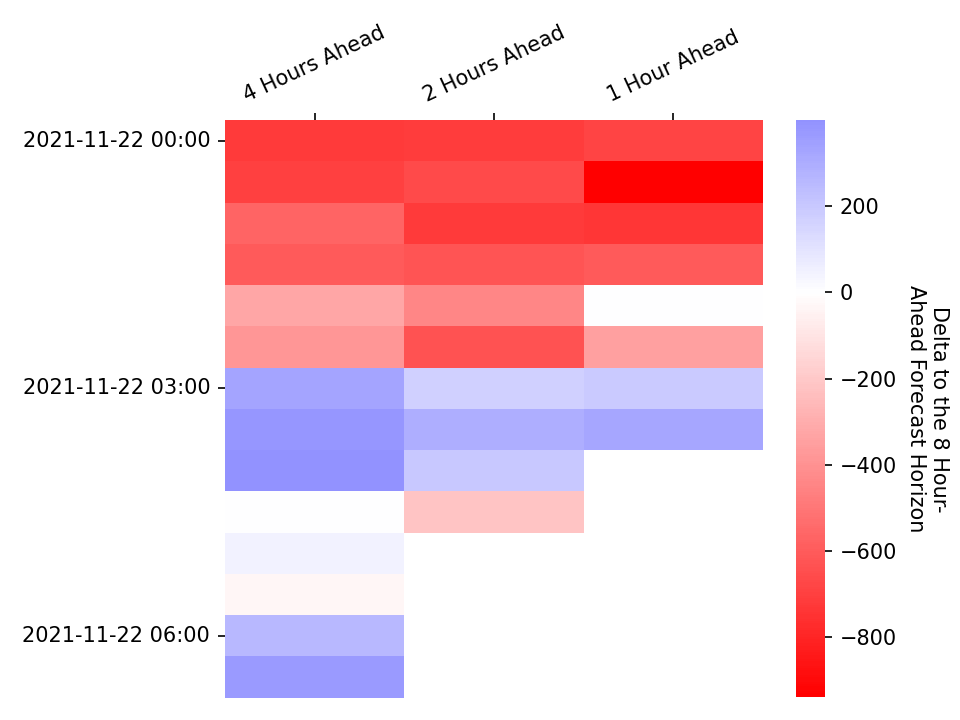 4 Hours Ahead
2 Hours Ahead
1 Hour Ahead
2021-11-22 00:00
2021-11-22 03:00
2021-11-22 06:00
200
0
−200
−400
−600
−800
Delta to the 8 Hour-
Ahead Forecast Horizon